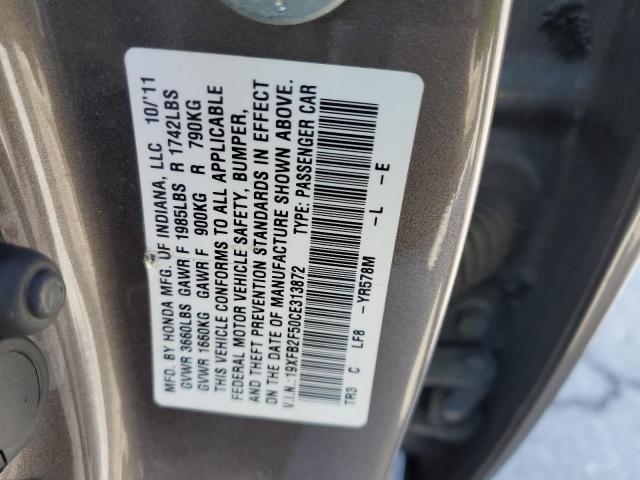 MFD. BY HONDA MFG. OF INDIANA, LLC 10/'11
GVWR 3660LBS GAWR F 1985LBS R 1742LBS
GVWR 1660KG GAWR F 900KG R 790KG
THIS VEHICLE CONFORMS TO ALL APPLICABLE
FEDERAL MOTOR VEHICLE SAFETY, BUMPER,
AND THEFT PREVENTION STANDARDS IN EFFECT
ON THE DATE OF MANUFACTURE SHOWN ABOVE.
V.I.N.:19XFB2F50CE313872 TYPE: PASSENGER CAR
TR3 C LF8 -YR578M -L -E